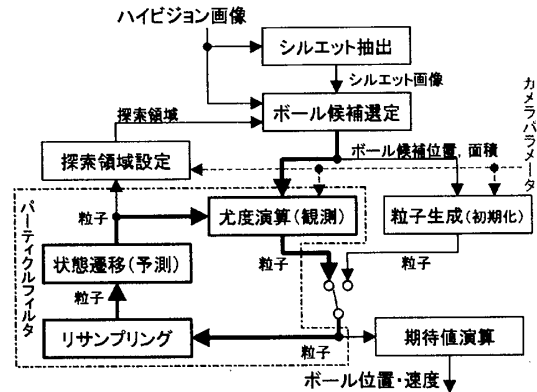 ハイビジョン画像
シルエット抽出
シルエット画像
探索領域
ボール候補選定
カメラパラメータ
探索領域設定
ボール候補位置, 面積
パーティクルフィルタ
粒子
尤度演算(観測)
粒子生成(初期化)
状態遷移(予測)
粒子
粒子
粒子
リサンプリング
粒子
期待値演算
ボール位置・速度